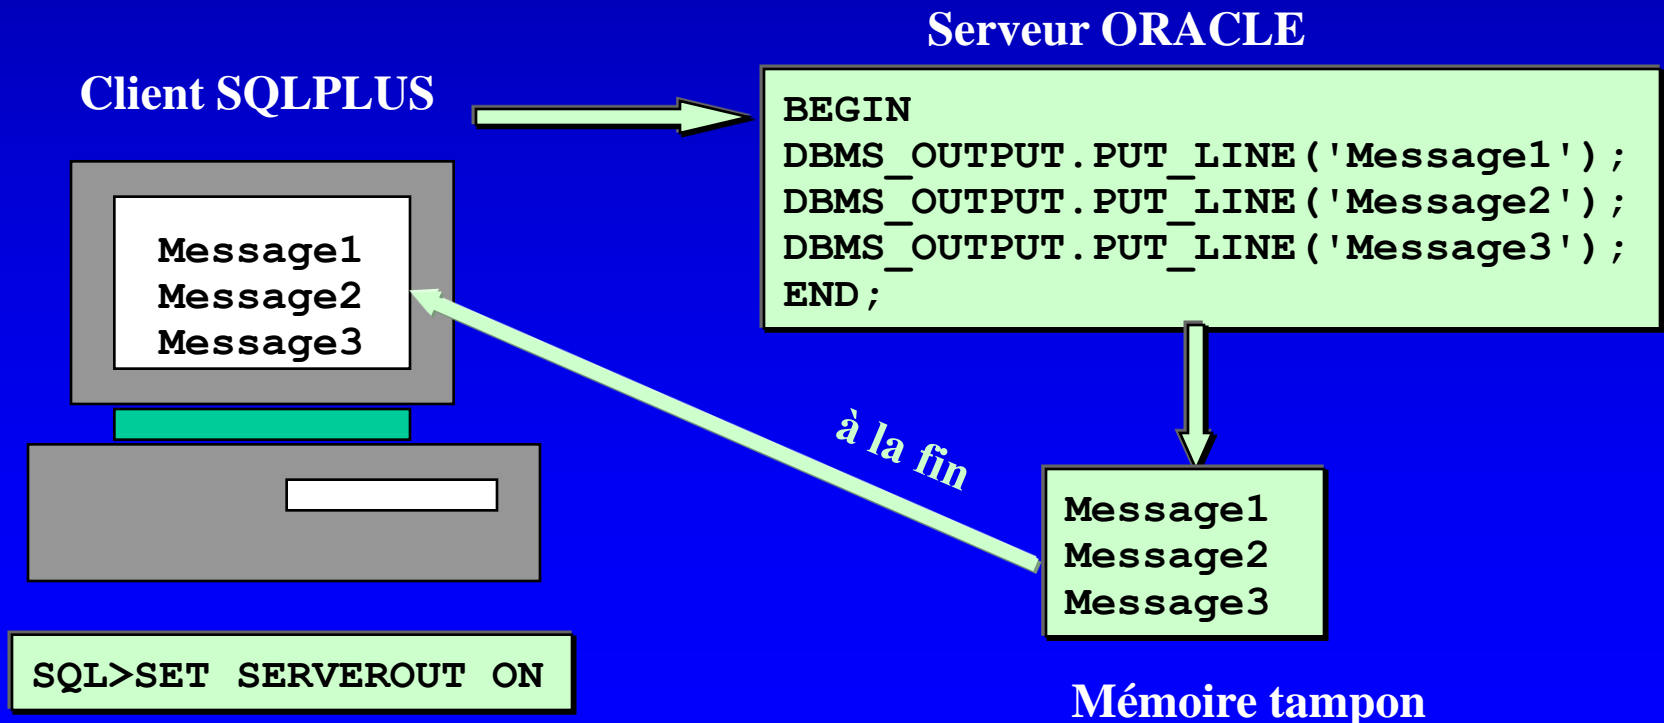 Serveur ORACLE
Client SQLPLUS
BEGIN
DBMS_OUTPUT.PUT_LINE('Message1');
DBMS_OUTPUT.PUT_LINE('Message2');
DBMS_OUTPUT.PUT_LINE('Message3');
END;
Message1
Message2
Message3
à la fin
Message1
Message2
Message3
SQL>SET SERVEROUT ON
Mémoire tampon